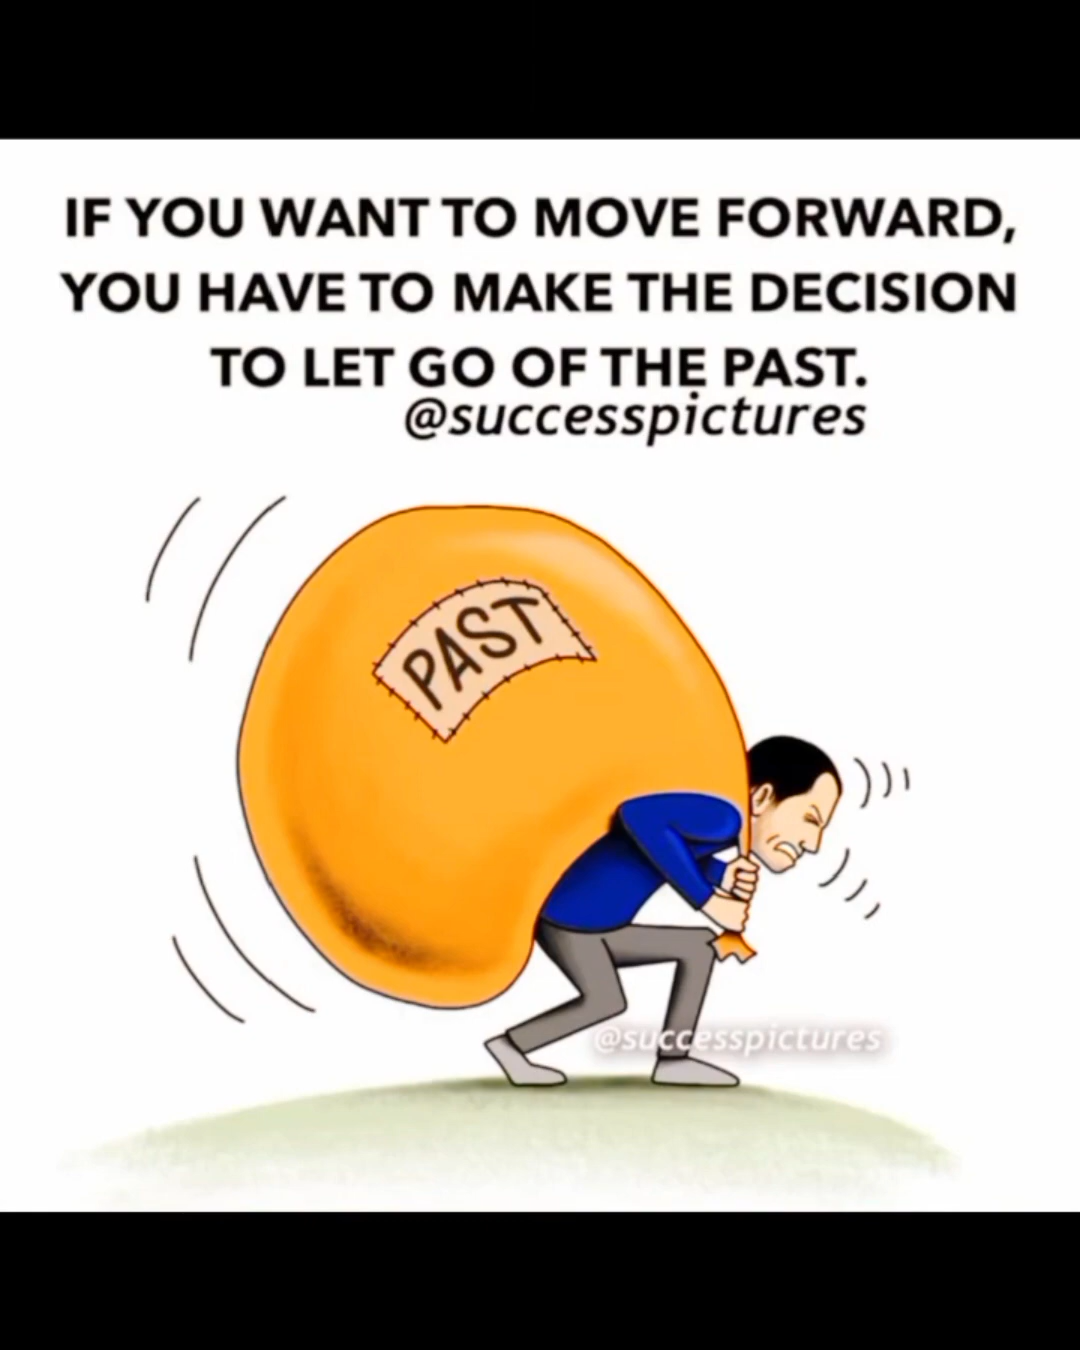 IF YOU WANT TO MOVE FORWARD,
YOU HAVE TO MAKE THE DECISION
TO LET GO OF THE PAST.
@successpictures
PAST
@successpictures